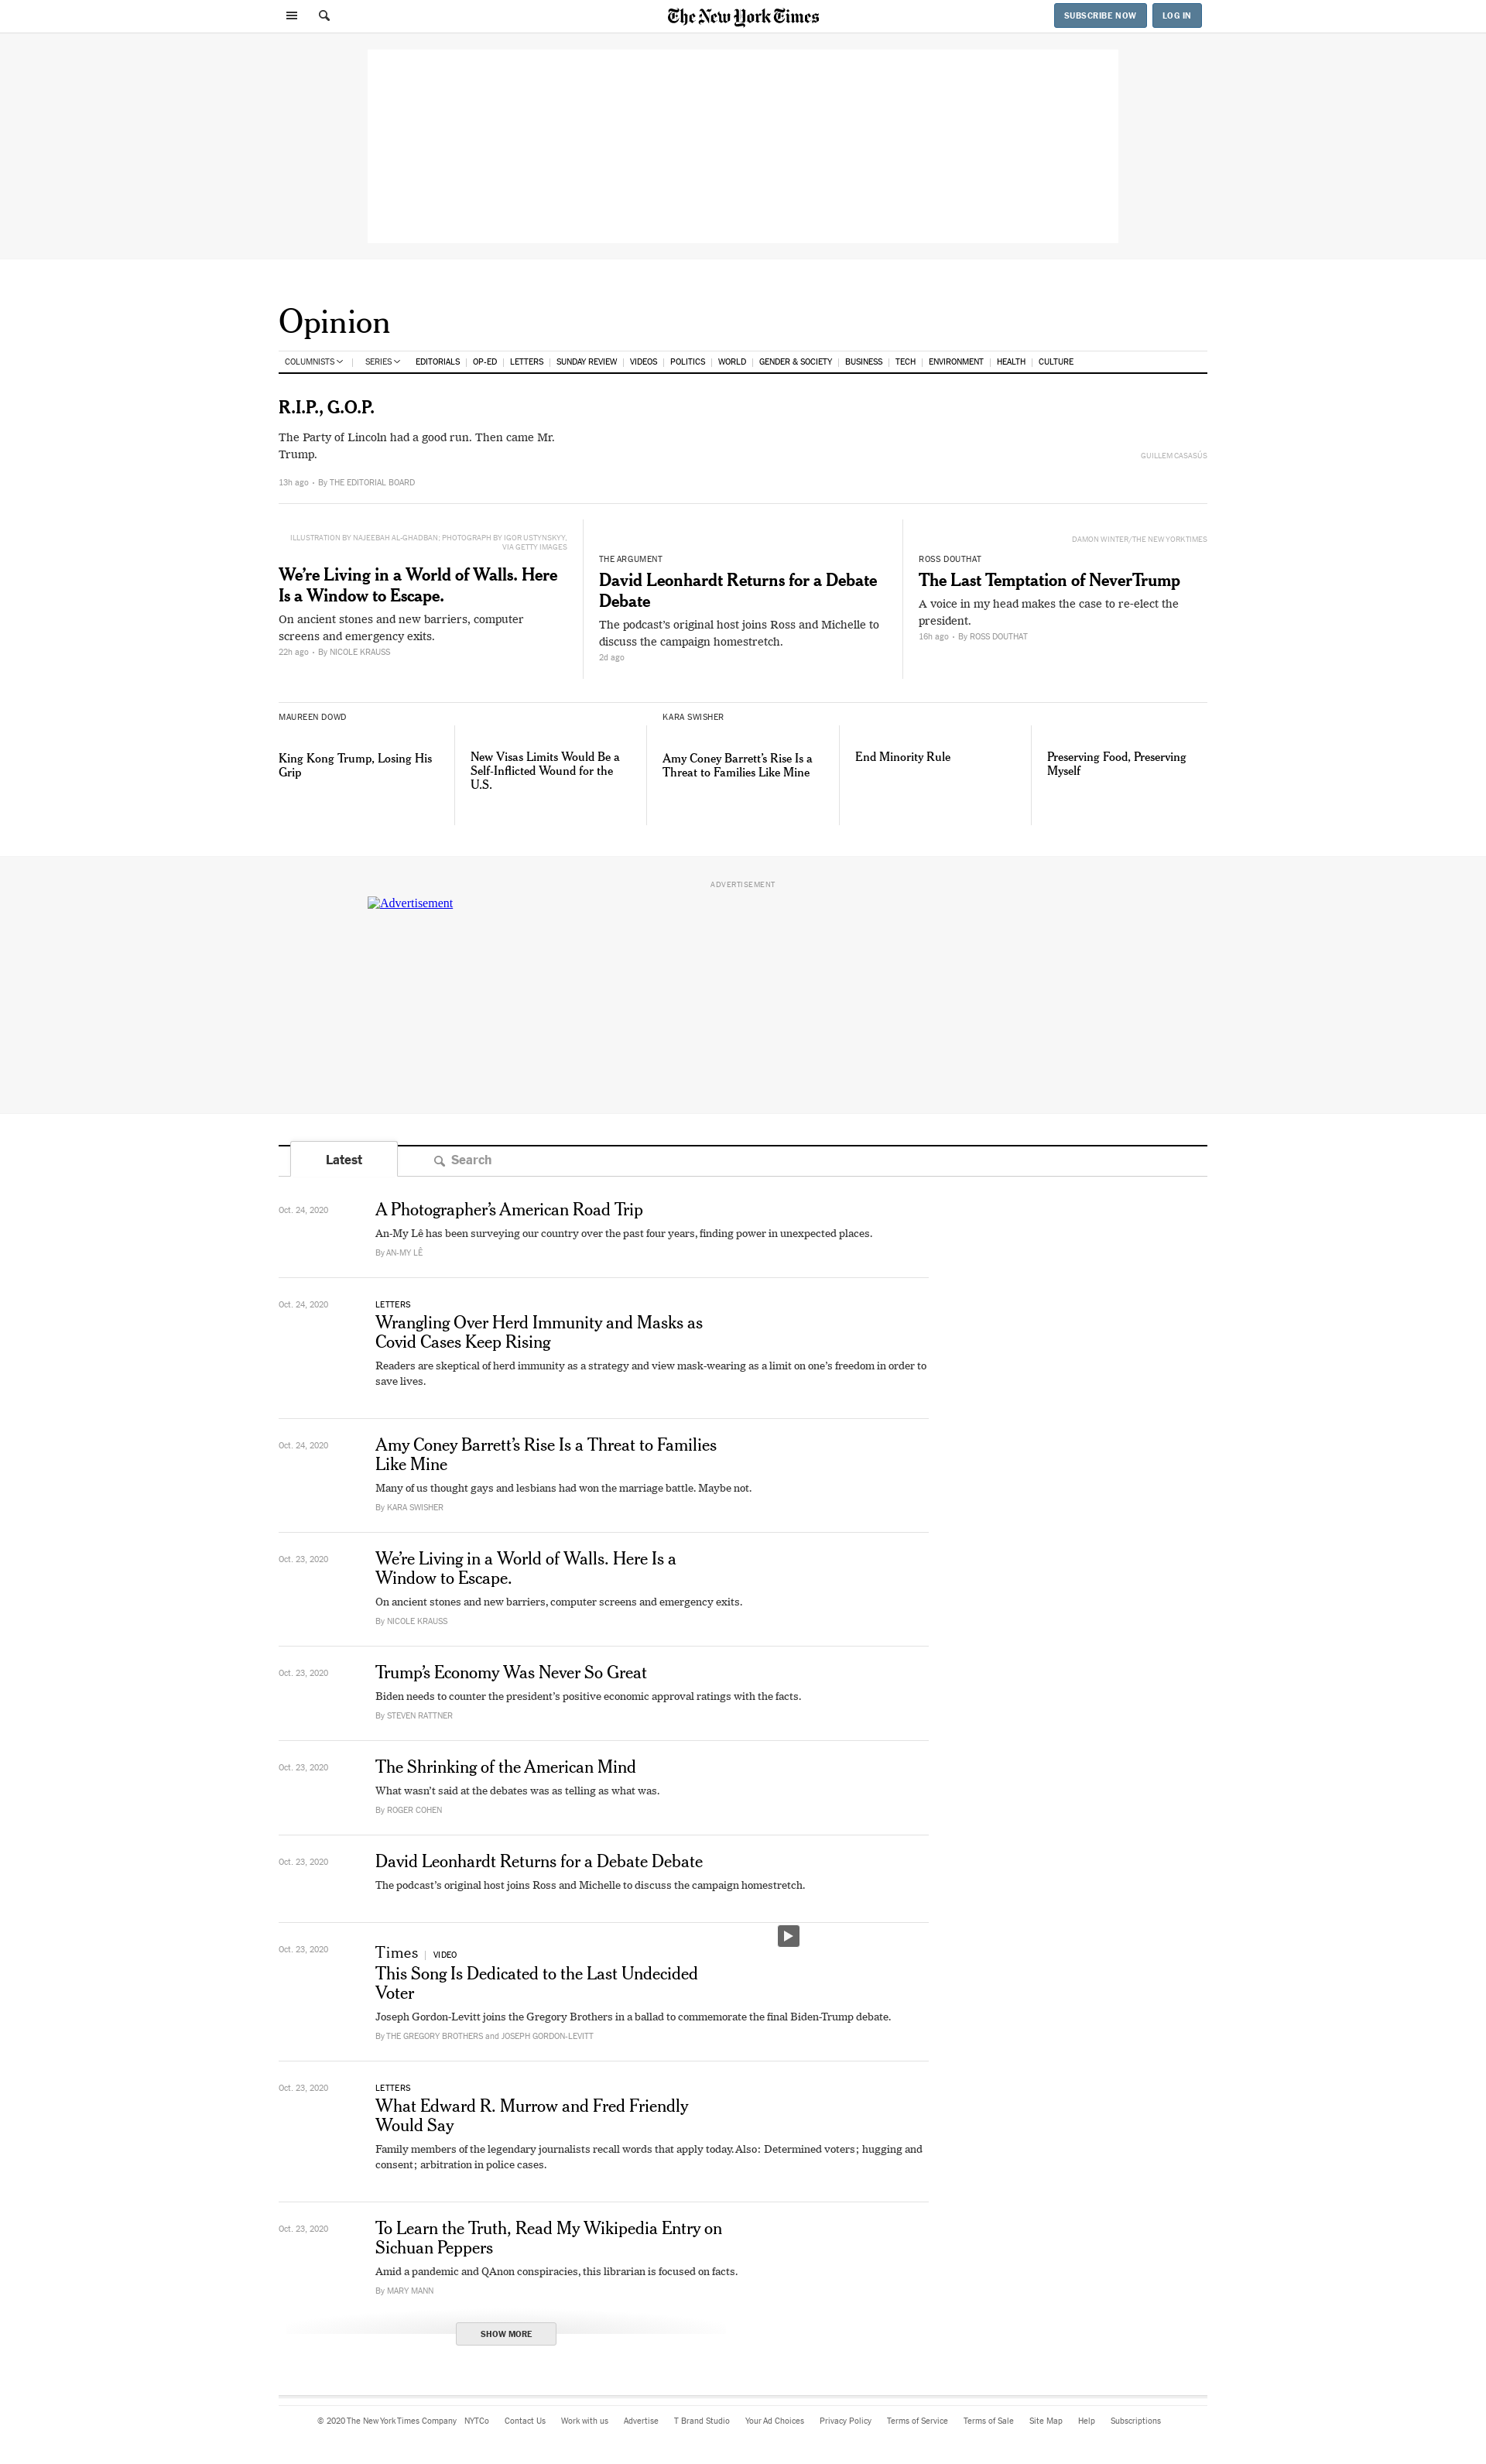 The New York Times
SUBSCRIBE NOW
LOG IN
Opinion
COLUMNISTS
SERIES
EDITORIALS
OP-ED
LETTERS
SUNDAY REVIEW
VIDEOS
POLITICS
WORLD
GENDER & SOCIETY
BUSINESS
TECH
ENVIRONMENT
HEALTH
CULTURE
R.I.P., G.O.P.
The Party of Lincoln had a good run. Then came Mr.
Trump.
GUILLEM CASASÚS
13h ago - By THE EDITORIAL BOARD
ILLUSTRATION BY NAJEEBAH AL-GHADBAN; PHOTOGRAPH BY IGOR USTYNSKYY,
VIA GETTY IMAGES
We’re Living in a World of Walls. Here
Is a Window to Escape.
On ancient stones and new barriers, computer
screens and emergency exits.
22h ago - By NICOLE KRAUSS
THE ARGUMENT
David Leonhardt Returns for a Debate
Debate
The podcast’s original host joins Ross and Michelle to
discuss the campaign homestretch.
2d ago
DAMON WINTER/THE NEW YORK TIMES
ROSS DOUTHAT
The Last Temptation of NeverTrump
A voice in my head makes the case to re-elect the
president.
16h ago - By ROSS DOUTHAT
MAUREEN DOWD
King Kong Trump, Losing His
Grip
New Visas Limits Would Be a
Self-Inflicted Wound for the
U.S.
KARA SWISHER
Amy Coney Barrett’s Rise Is a
Threat to Families Like Mine
End Minority Rule
Preserving Food, Preserving
Myself
ADVERTISEMENT
Advertisement
Latest
Search
Oct. 24, 2020
A Photographer’s American Road Trip
An-My Lê has been surveying our country over the past four years, finding power in unexpected places.
By AN-MY LÊ
Oct. 24, 2020
LETTERS
Wrangling Over Herd Immunity and Masks as
Covid Cases Keep Rising
Readers are skeptical of herd immunity as a strategy and view mask-wearing as a limit on one’s freedom in order to
save lives.
Oct. 24, 2020
Amy Coney Barrett’s Rise Is a Threat to Families
Like Mine
Many of us thought gays and lesbians had won the marriage battle. Maybe not.
By KARA SWISHER
Oct. 23, 2020
We’re Living in a World of Walls. Here Is a
Window to Escape.
On ancient stones and new barriers, computer screens and emergency exits.
By NICOLE KRAUSS
Oct. 23, 2020
Trump’s Economy Was Never So Great
Biden needs to counter the president’s positive economic approval ratings with the facts.
By STEVEN RATTNER
Oct. 23, 2020
The Shrinking of the American Mind
What wasn’t said at the debates was as telling as what was.
By ROGER COHEN
Oct. 23, 2020
David Leonhardt Returns for a Debate Debate
The podcast’s original host joins Ross and Michelle to discuss the campaign homestretch.
Oct. 23, 2020
Times | VIDEO
This Song Is Dedicated to the Last Undecided
Voter
Joseph Gordon-Levitt joins the Gregory Brothers in a ballad to commemorate the final Biden-Trump debate.
By THE GREGORY BROTHERS and JOSEPH GORDON-LEVITT
Oct. 23, 2020
LETTERS
What Edward R. Murrow and Fred Friendly
Would Say
Family members of the legendary journalists recall words that apply today. Also: Determined voters; hugging and
consent; arbitration in police cases.
Oct. 23, 2020
To Learn the Truth, Read My Wikipedia Entry on
Sichuan Peppers
Amid a pandemic and QAnon conspiracies, this librarian is focused on facts.
By MARY MANN
SHOW MORE
© 2020 The New York Times Company
NYTCo
Contact Us
Work with us
Advertise
T Brand Studio
Your Ad Choices
Privacy Policy
Terms of Service
Terms of Sale
Site Map
Help
Subscriptions